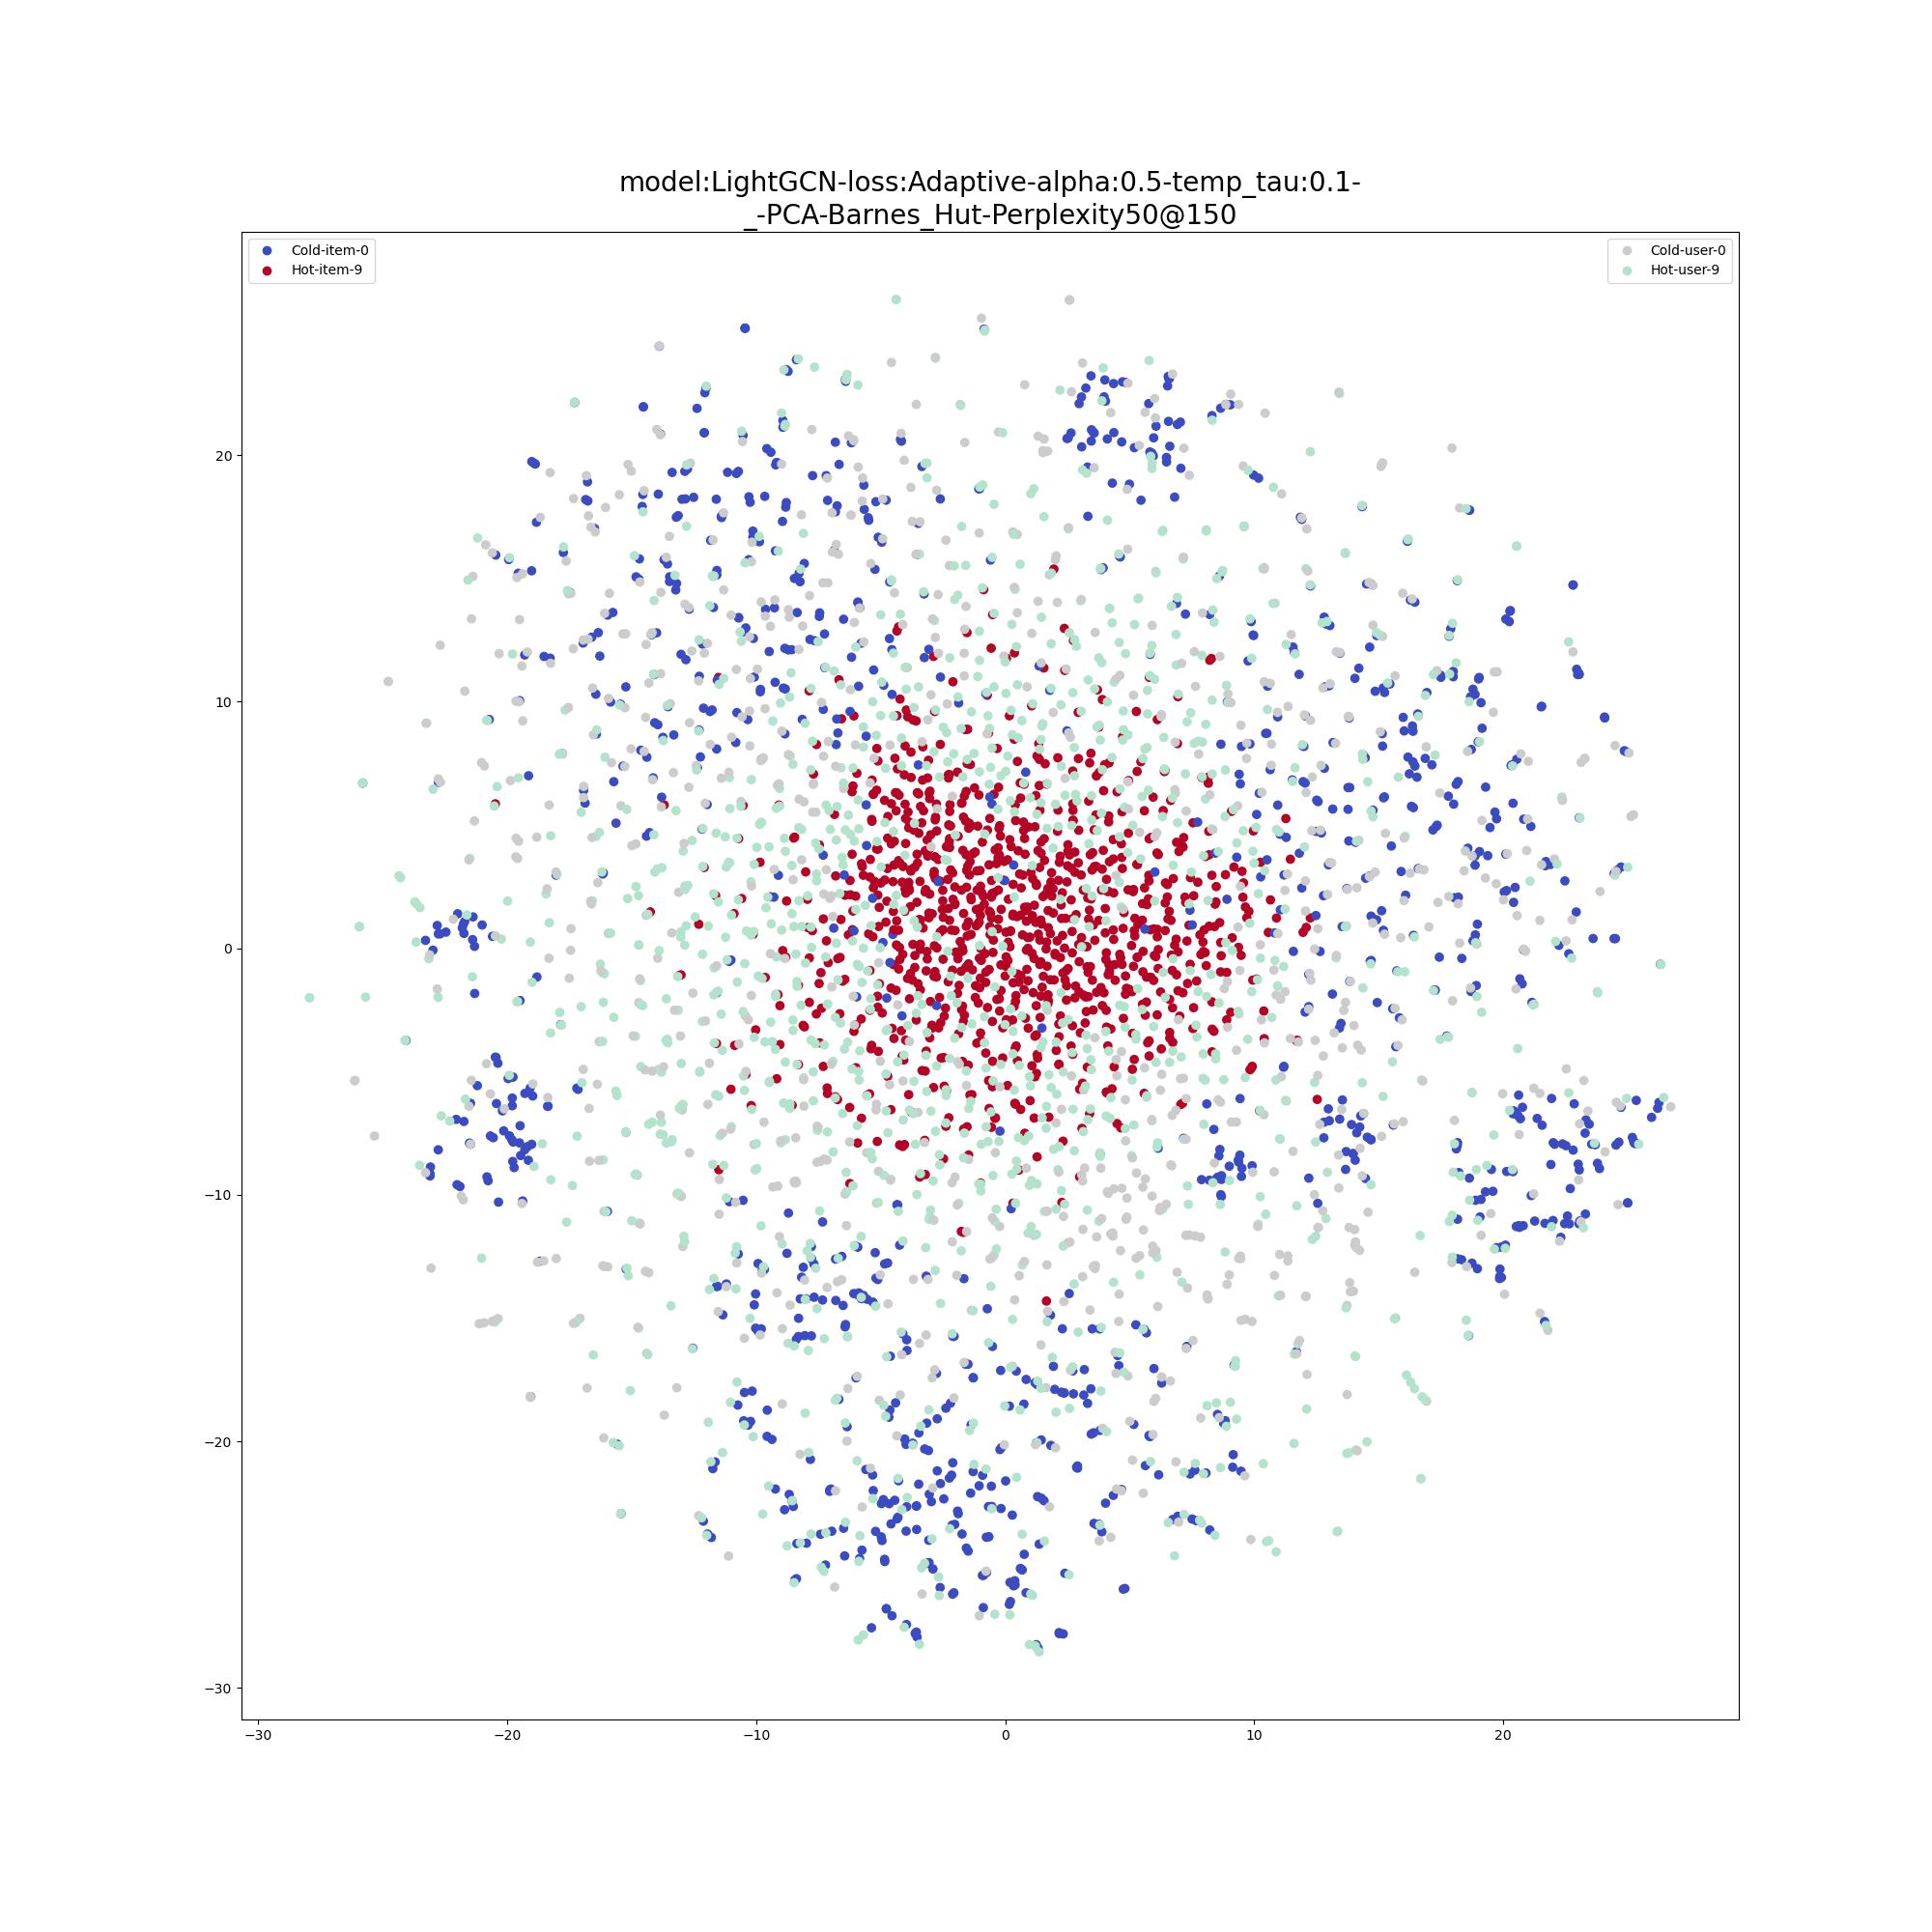 model:LightGCN-loss:Adaptive-alpha:0.5-temp_tau:0.1-
_-PCA-Barnes_Hut-Perplexity50@150
Cold-item-0
Hot-item-9
Cold-user-0
Hot-user-9
20
10
0
−10
−20
−30
−30
−20
−10
0
10
20